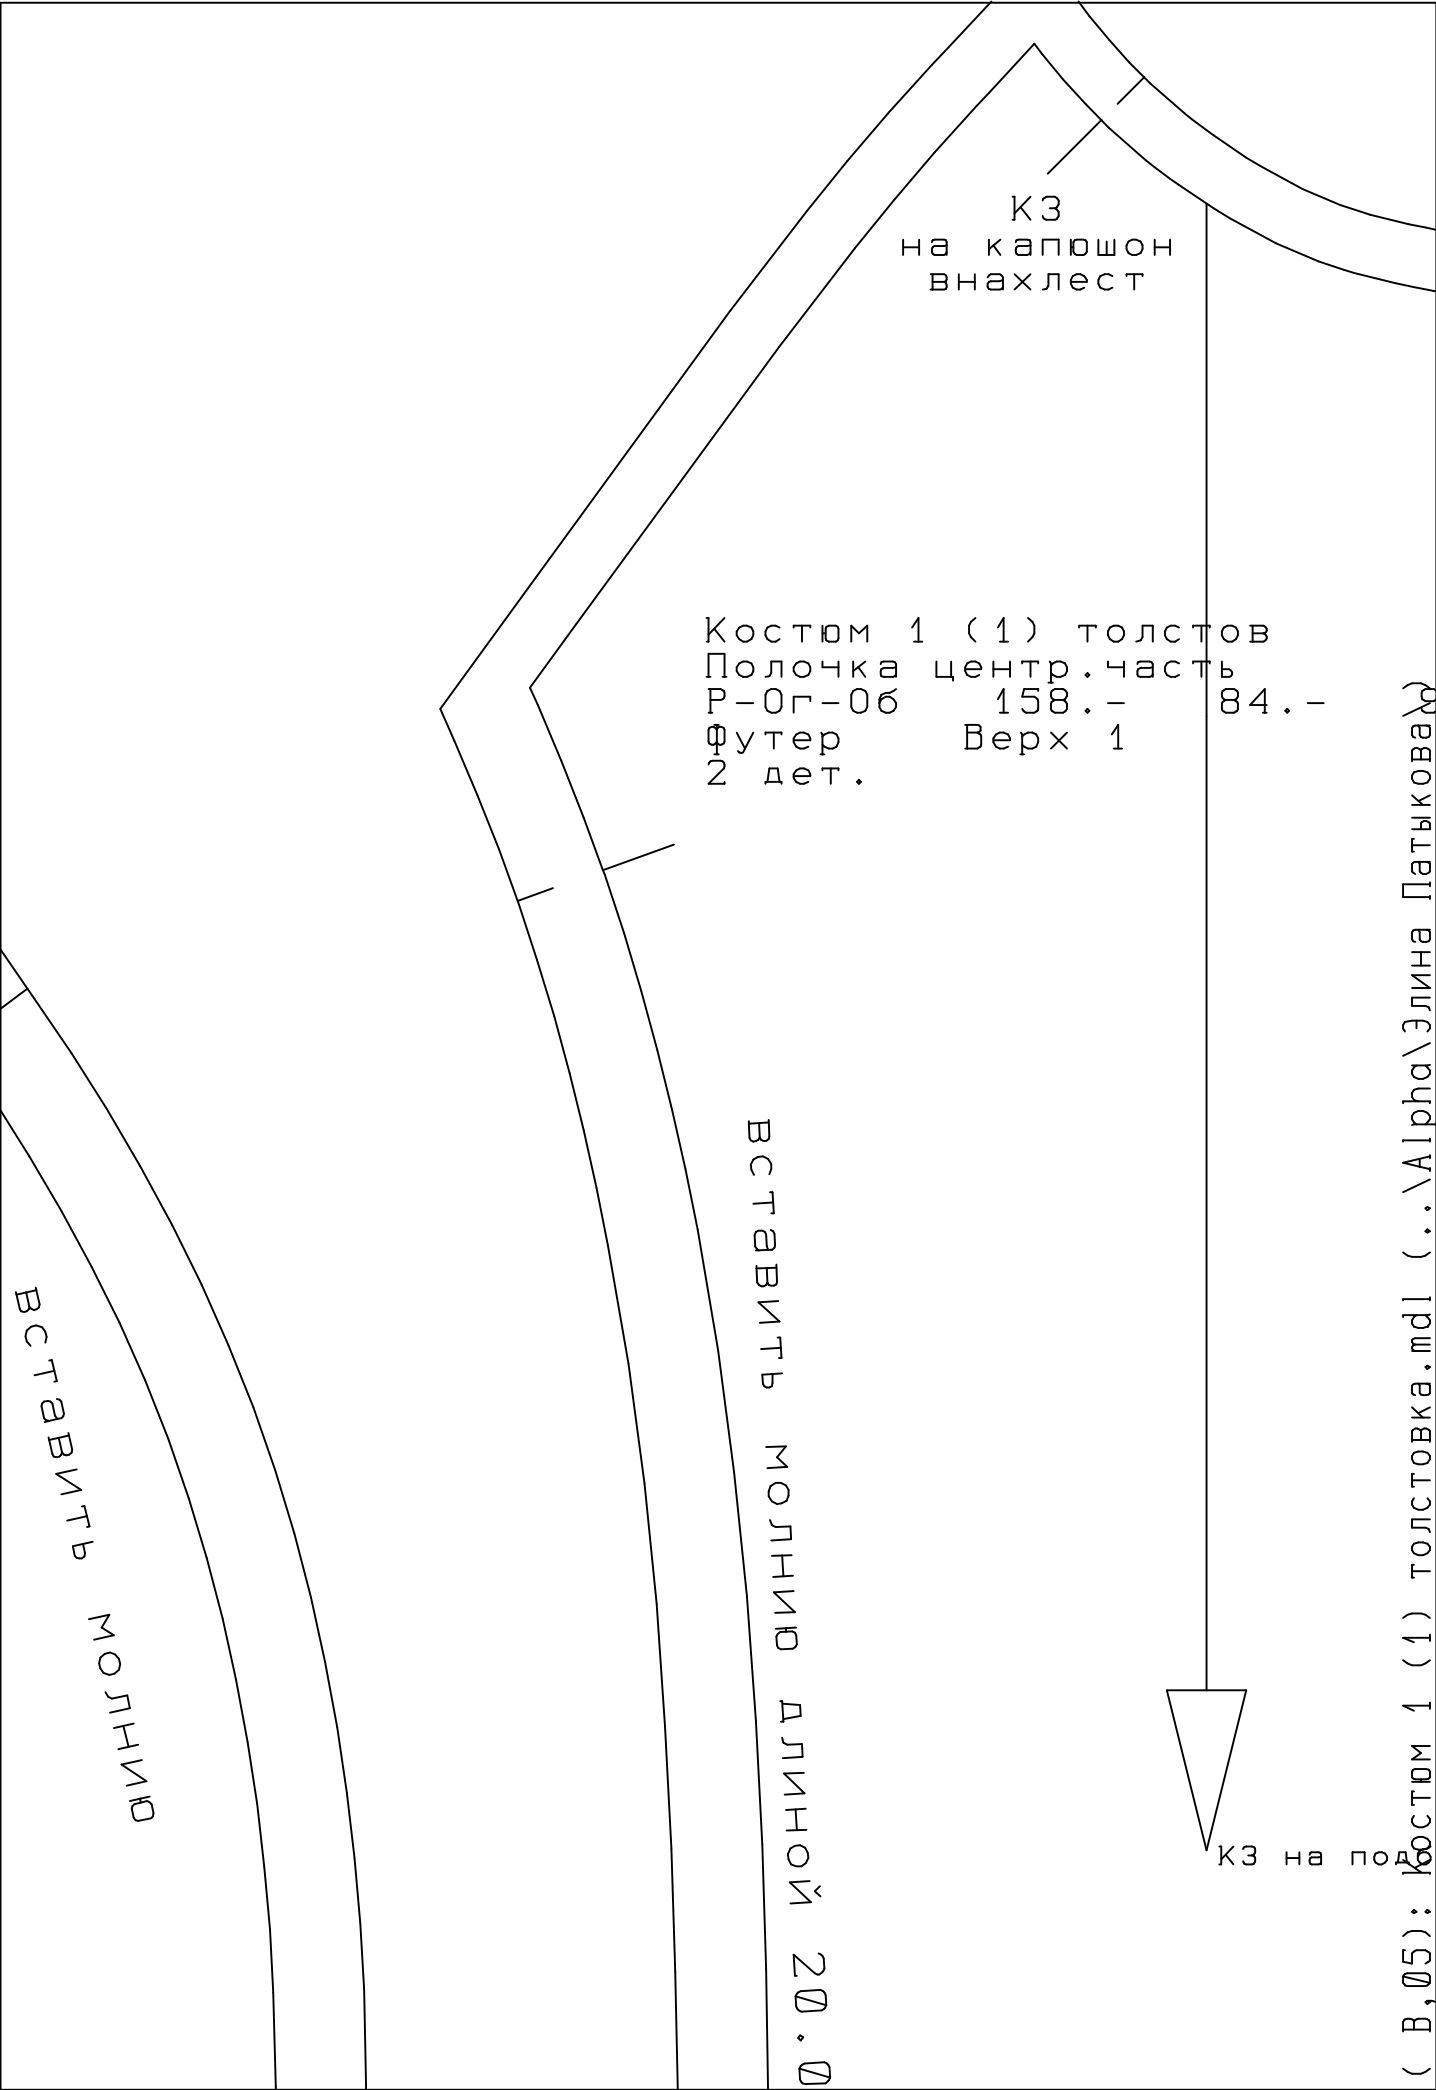 КЗ
на капюшон
внахлест
Костюм 1 (1) толстов
Полочка центр.часть
Р-Ог-Об 158.- 84.-
Футер Верх 1
2 дет.
вставить молнию длиной 20.0
вставить молнию
КЗ на
( В,05): Костюм 1 (1) толстовка.mdl (..\Alpha\Элина Патыкова\)